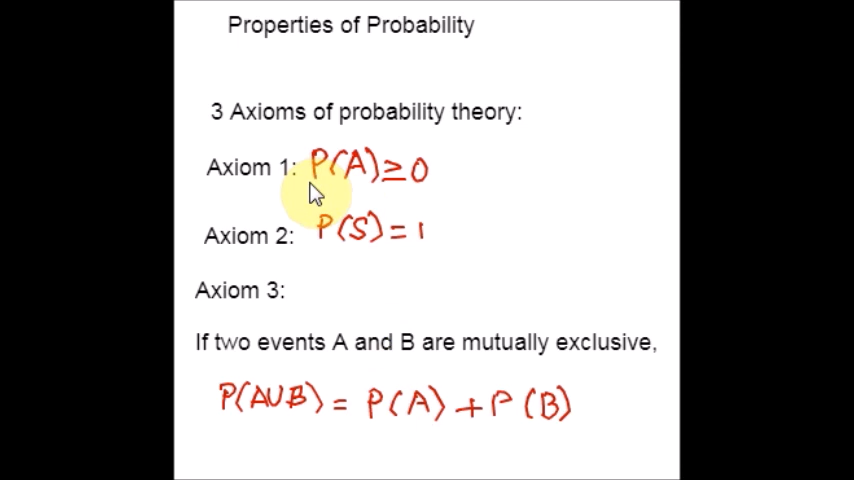 Properties of Probability
3 Axioms of probability theory:
Axiom 1: P(A) ≥ 0
Axiom 2: P(S) = 1
Axiom 3:
If two events A and B are mutually exclusive,
P(A∪B) = P(A) + P(B)